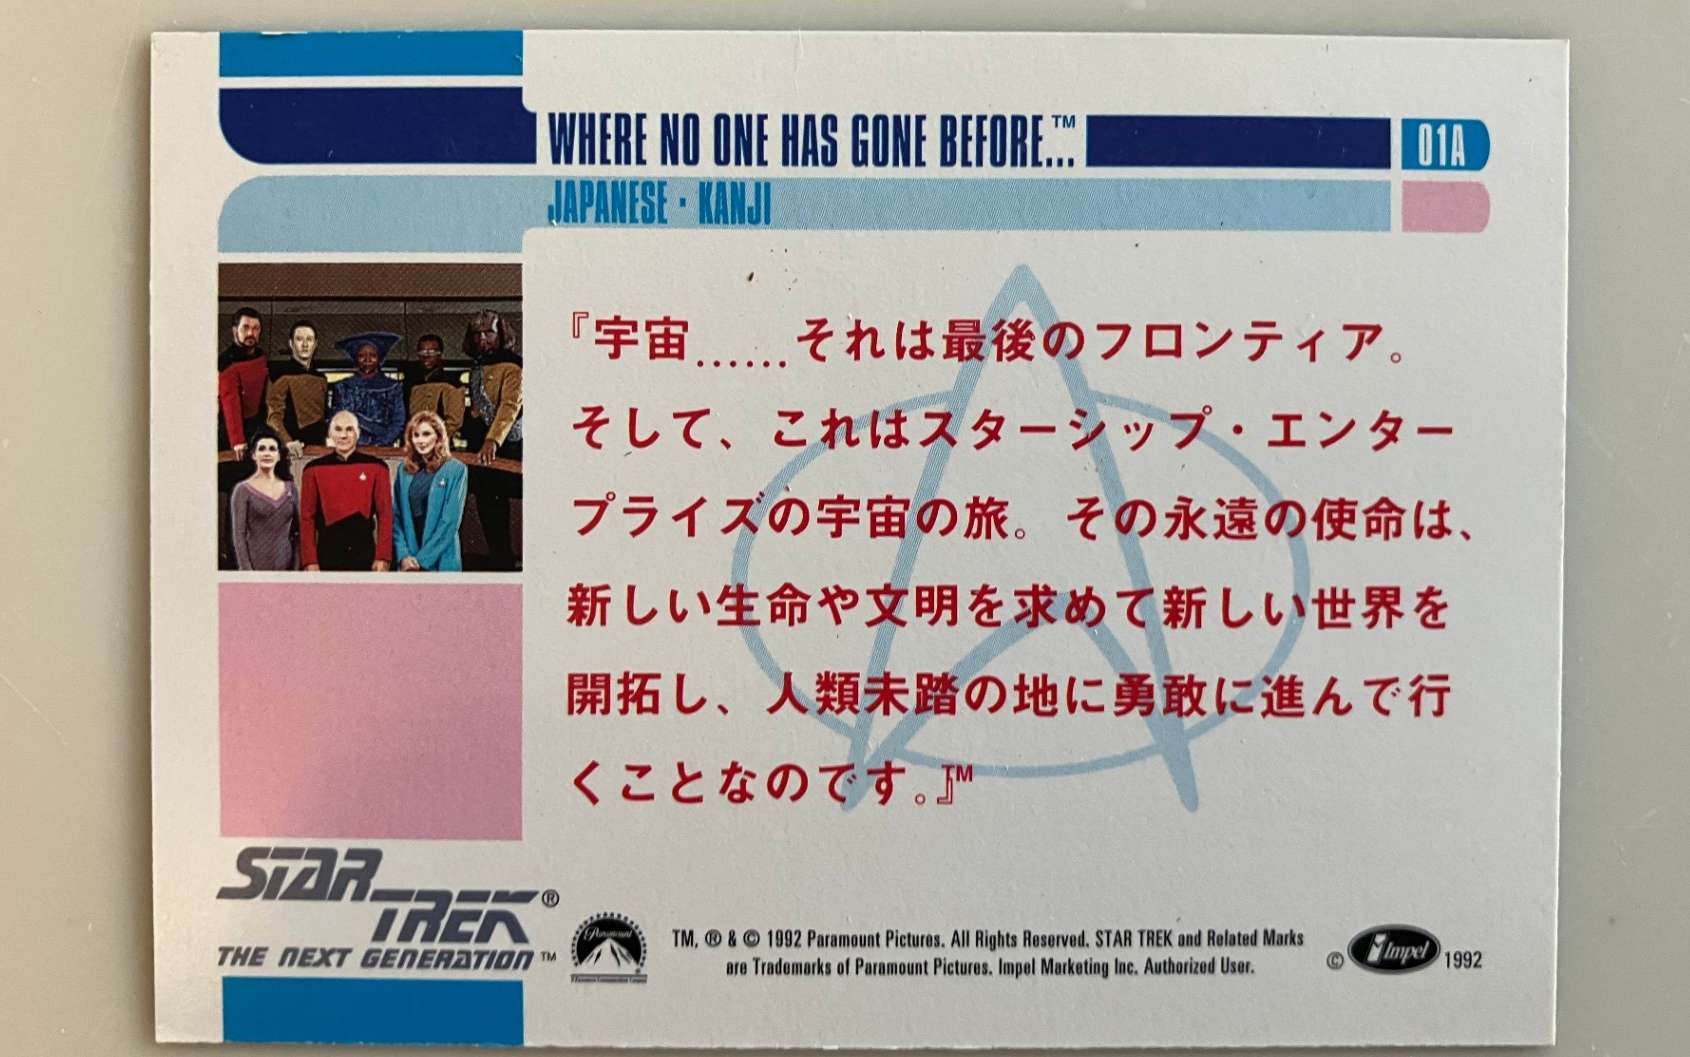 WHERE NO ONE HAS GONE BEFORE...™
01A
JAPANESE · KANJI
『宇宙……それは最後のフロンティア。
そして、これはスターシップ・エンター
プライズの宇宙の旅。その永遠の使命は、
新しい生命や文明を求めて新しい世界を
開拓し、人類未踏の地に勇敢に進んで行
くことなのです。』™
STAR TREK®
THE NEXT GENERATION™
Paramount
TM, ® & © 1992 Paramount Pictures. All Rights Reserved. STAR TREK and Related Marks
are Trademarks of Paramount Pictures. Impel Marketing Inc. Authorized User.
© Impel 1992